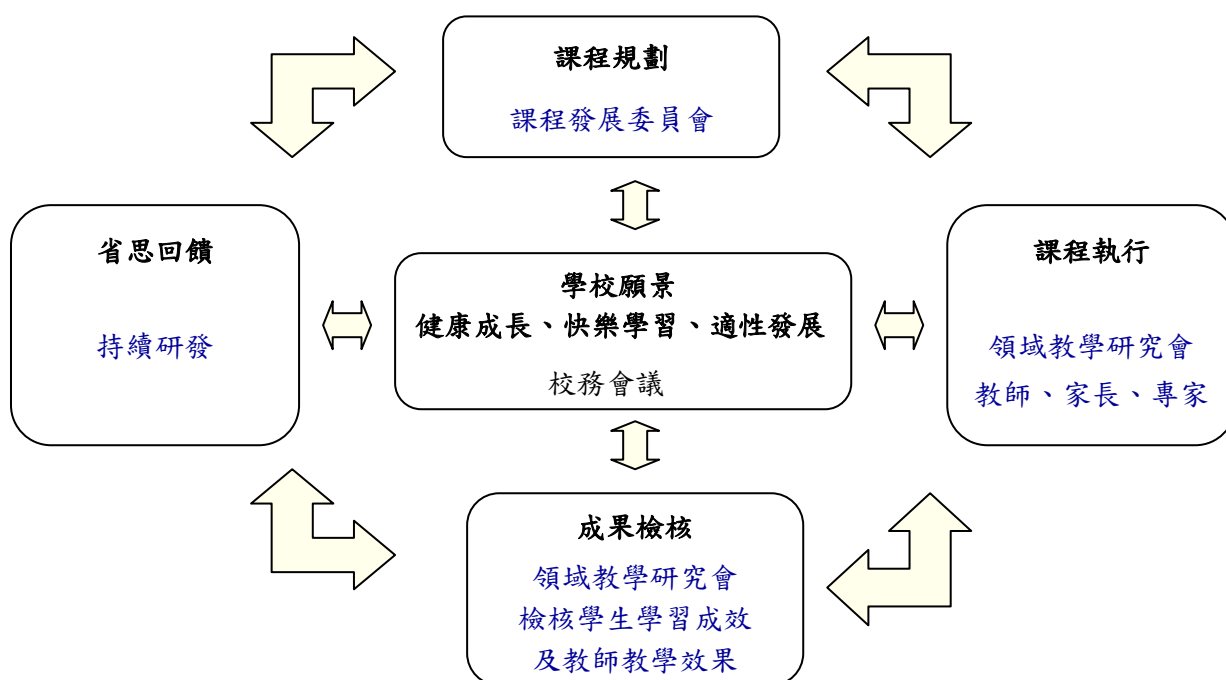 課程規劃
課程發展委員會
省思回饋
持續研發
學校願景
健康成長、快樂學習、適性發展
校務會議
課程執行
領域教學研究會
教師、家長、專家
成果檢核
領域教學研究會
檢核學生學習成效
及教師教學效果